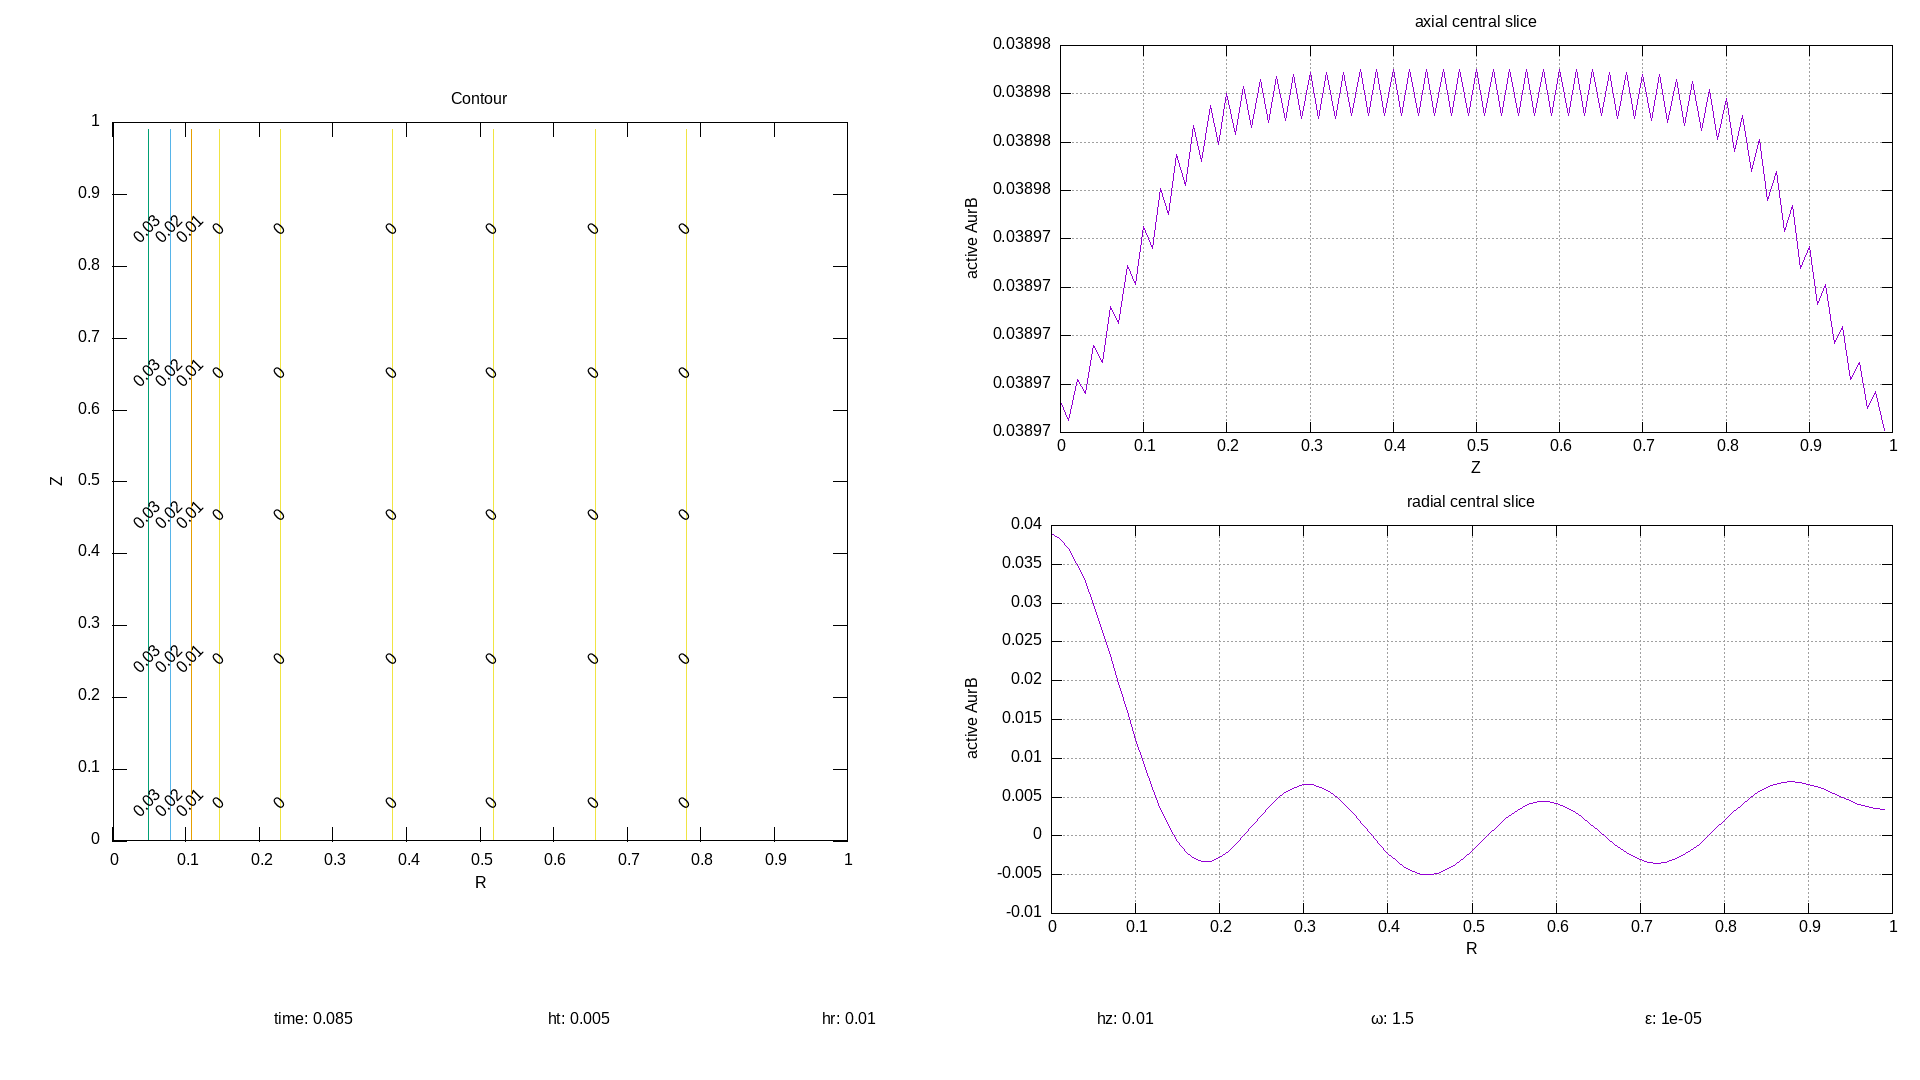 Contour
1
0.9
0.8
0.7
0.6
0.5
0.4
0.3
0.2
0.1
0
Z
0.03 0.02 0.01 0 0 0 0 0 0
0.03 0.02 0.01 0 0 0 0 0 0
0.03 0.02 0.01 0 0 0 0 0 0
0.03 0.02 0.01 0 0 0 0 0 0
0.03 0.02 0.01 0 0 0 0 0 0
0 0.1 0.2 0.3 0.4 0.5 0.6 0.7 0.8 0.9 1
R
axial central slice
0.03898
0.03898
0.03898
0.03898
0.03897
0.03897
0.03897
0.03897
0.03897
active AurB
0 0.1 0.2 0.3 0.4 0.5 0.6 0.7 0.8 0.9 1
Z
radial central slice
0.04
0.035
0.03
0.025
0.02
0.015
0.01
0.005
0
-0.005
-0.01
active AurB
0 0.1 0.2 0.3 0.4 0.5 0.6 0.7 0.8 0.9 1
R
time: 0.085 ht: 0.005 hr: 0.01 hz: 0.01 ω: 1.5 ε: 1e-05